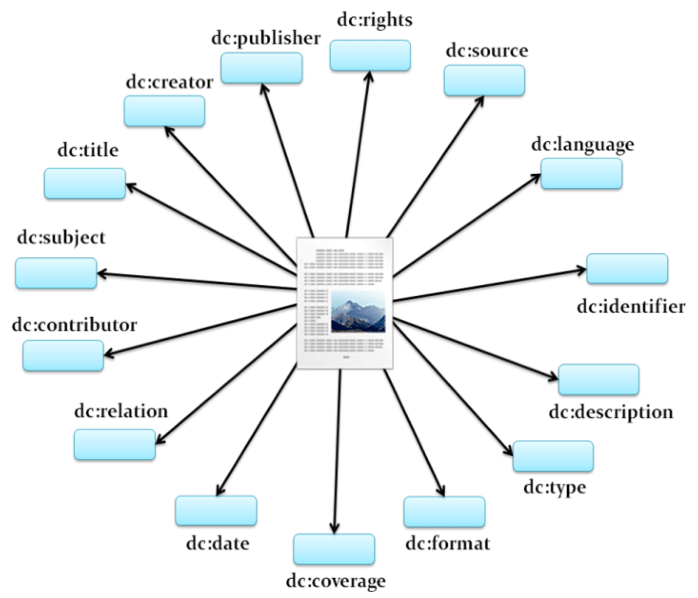 dc:rights
dc:publisher
dc:source
dc:creator
dc:language
dc:title
dc:subject
dc:identifier
dc:contributor
dc:relation
dc:description
dc:type
dc:date
dc:format
dc:coverage